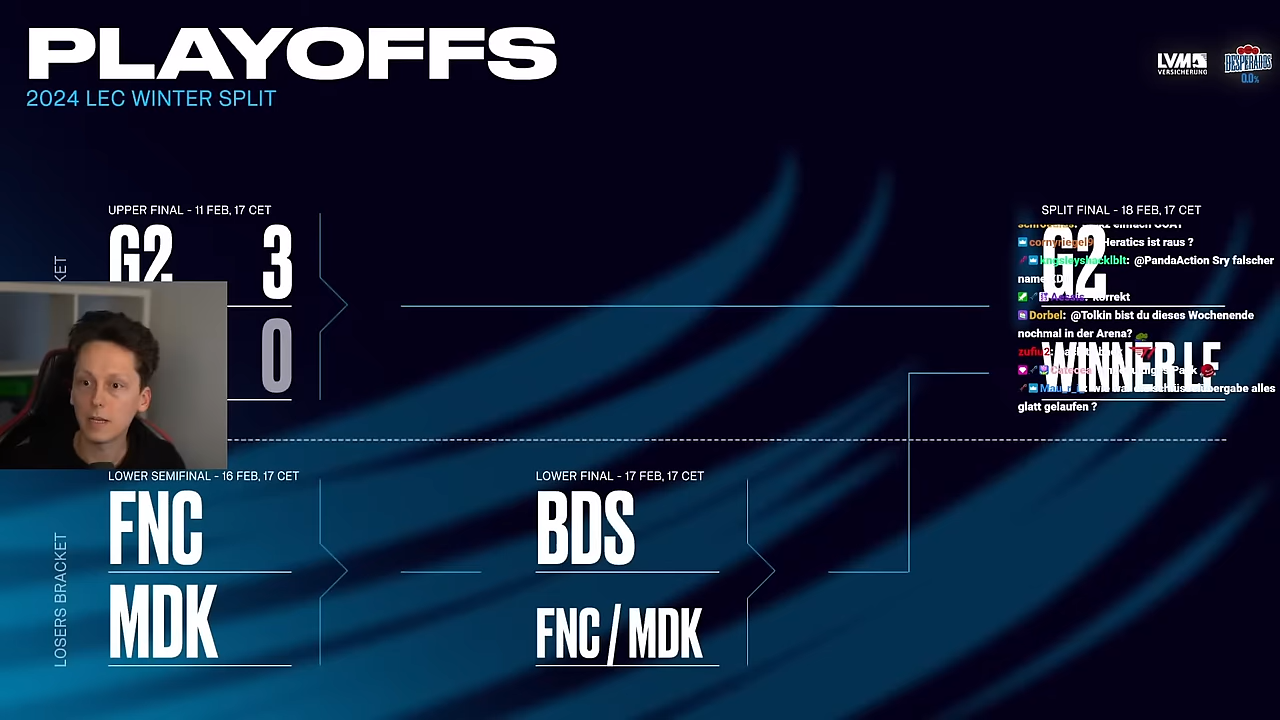 PLAYOFFS
2024 LEC WINTER SPLIT
LVM
VERSICHERUNG
DESPERADOS
0.0%
UPPER FINAL - 11 FEB, 17 CET
G2 3
0
SPLIT FINAL - 18 FEB, 17 CET
G2
WINNER LF
cornyriegel9: Heratics ist raus ?
@PandaAction Sry falscher
korrekt
Dorbel: @Tolkin bist du dieses Wochenende
nochmal in der Arena?
glatt gelaufen ?
LOWER SEMIFINAL - 16 FEB, 17 CET
FNC
MDK
LOWER FINAL - 17 FEB, 17 CET
BDS
FNC / MDK
LOSERS BRACKET